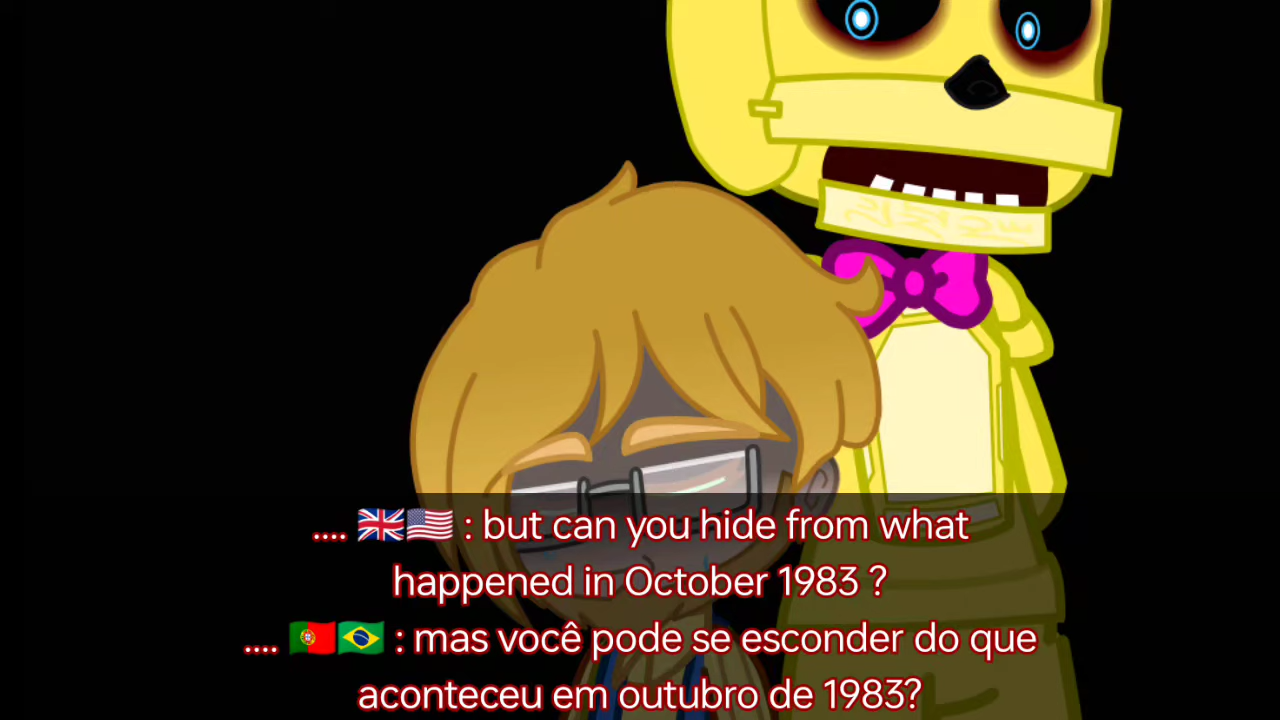 .... 🇬🇧🇺🇸 : but can you hide from what
happened in October 1983 ?
.... 🇵🇹🇧🇷 : mas você pode se esconder do que
aconteceu em outubro de 1983?